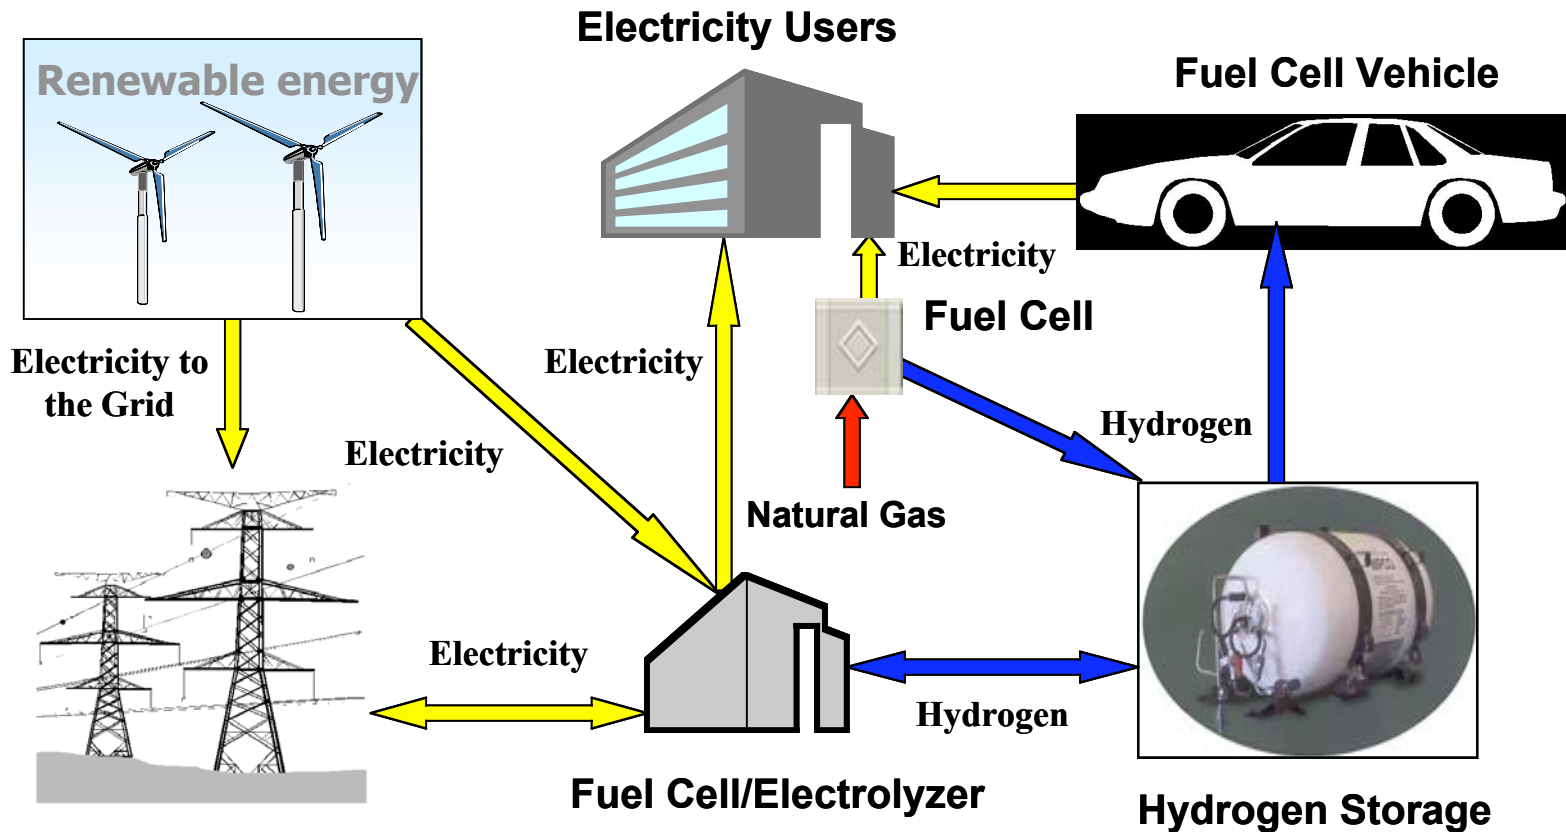 Electricity Users
Renewable energy
Fuel Cell Vehicle
Electricity
Fuel Cell
Electricity to
the Grid
Electricity
Hydrogen
Electricity
Natural Gas
Electricity
Hydrogen
Fuel Cell/Electrolyzer
Hydrogen Storage